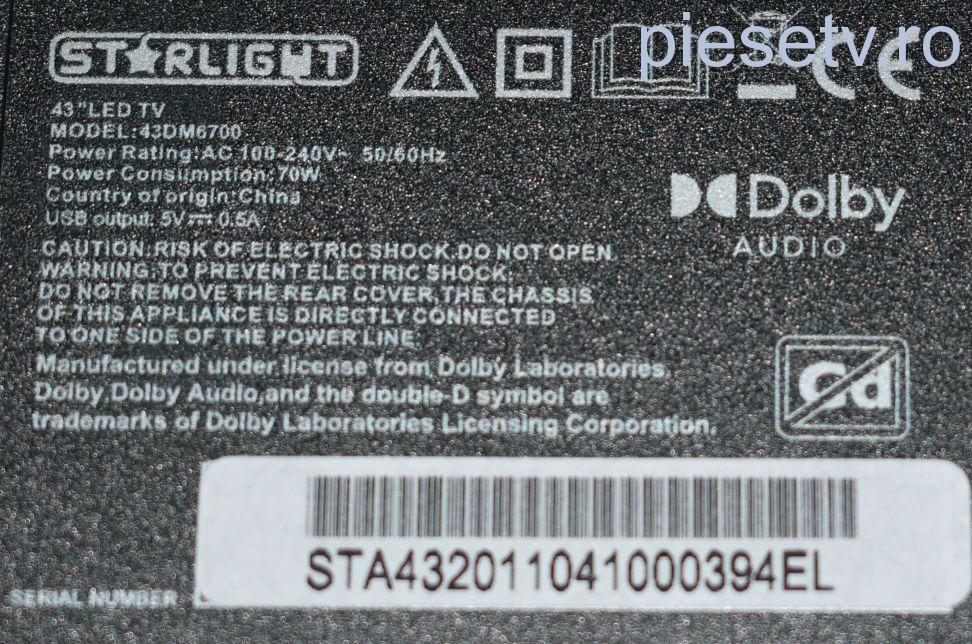 piesetv.ro
STARLIGHT
43"LED TV
MODEL:43DM6700
Power Rating:AC 100-240V~ 50/60Hz
Power Consumption:70W
Country of origin:China
USB output: 5V⎓0.5A
CE
Dolby
AUDIO
CAUTION:RISK OF ELECTRIC SHOCK.DO NOT OPEN.
WARNING:TO PREVENT ELECTRIC SHOCK,
DO NOT REMOVE THE REAR COVER,THE CHASSIS
OF THIS APPLIANCE IS DIRECTLY CONNECTED
TO ONE SIDE OF THE POWER LINE.
Manufactured under license from Dolby Laboratories.
Dolby,Dolby Audio,and the double-D symbol are
trademarks of Dolby Laboratories Licensing Corporation.
Cd
STA432011041000394EL
SERIAL NUMBER